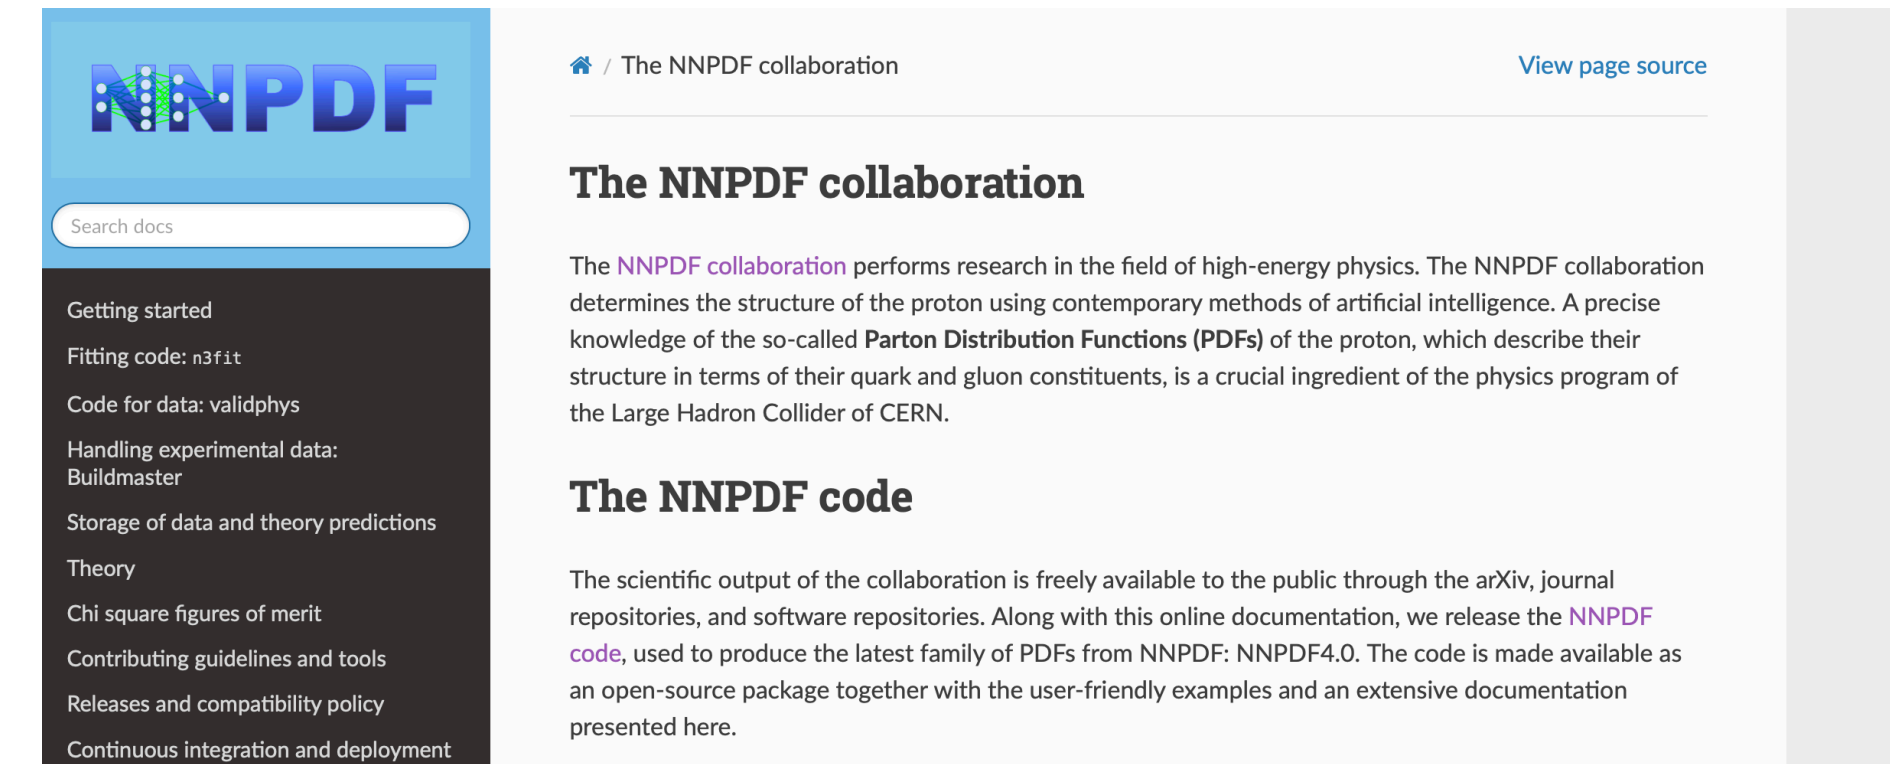 NNPDF
Search docs
Getting started
Fitting code: n3fit
Code for data: validphys
Handling experimental data:
Buildmaster
Storage of data and theory predictions
Theory
Chi square figures of merit
Contributing guidelines and tools
Releases and compatibility policy
Continuous integration and deployment
/ The NNPDF collaboration
View page source
The NNPDF collaboration
The NNPDF collaboration performs research in the field of high-energy physics. The NNPDF collaboration
determines the structure of the proton using contemporary methods of artificial intelligence. A precise
knowledge of the so-called Parton Distribution Functions (PDFs) of the proton, which describe their
structure in terms of their quark and gluon constituents, is a crucial ingredient of the physics program of
the Large Hadron Collider of CERN.
The NNPDF code
The scientific output of the collaboration is freely available to the public through the arXiv, journal
repositories, and software repositories. Along with this online documentation, we release the NNPDF
code, used to produce the latest family of PDFs from NNPDF: NNPDF4.0. The code is made available as
an open-source package together with the user-friendly examples and an extensive documentation
presented here.